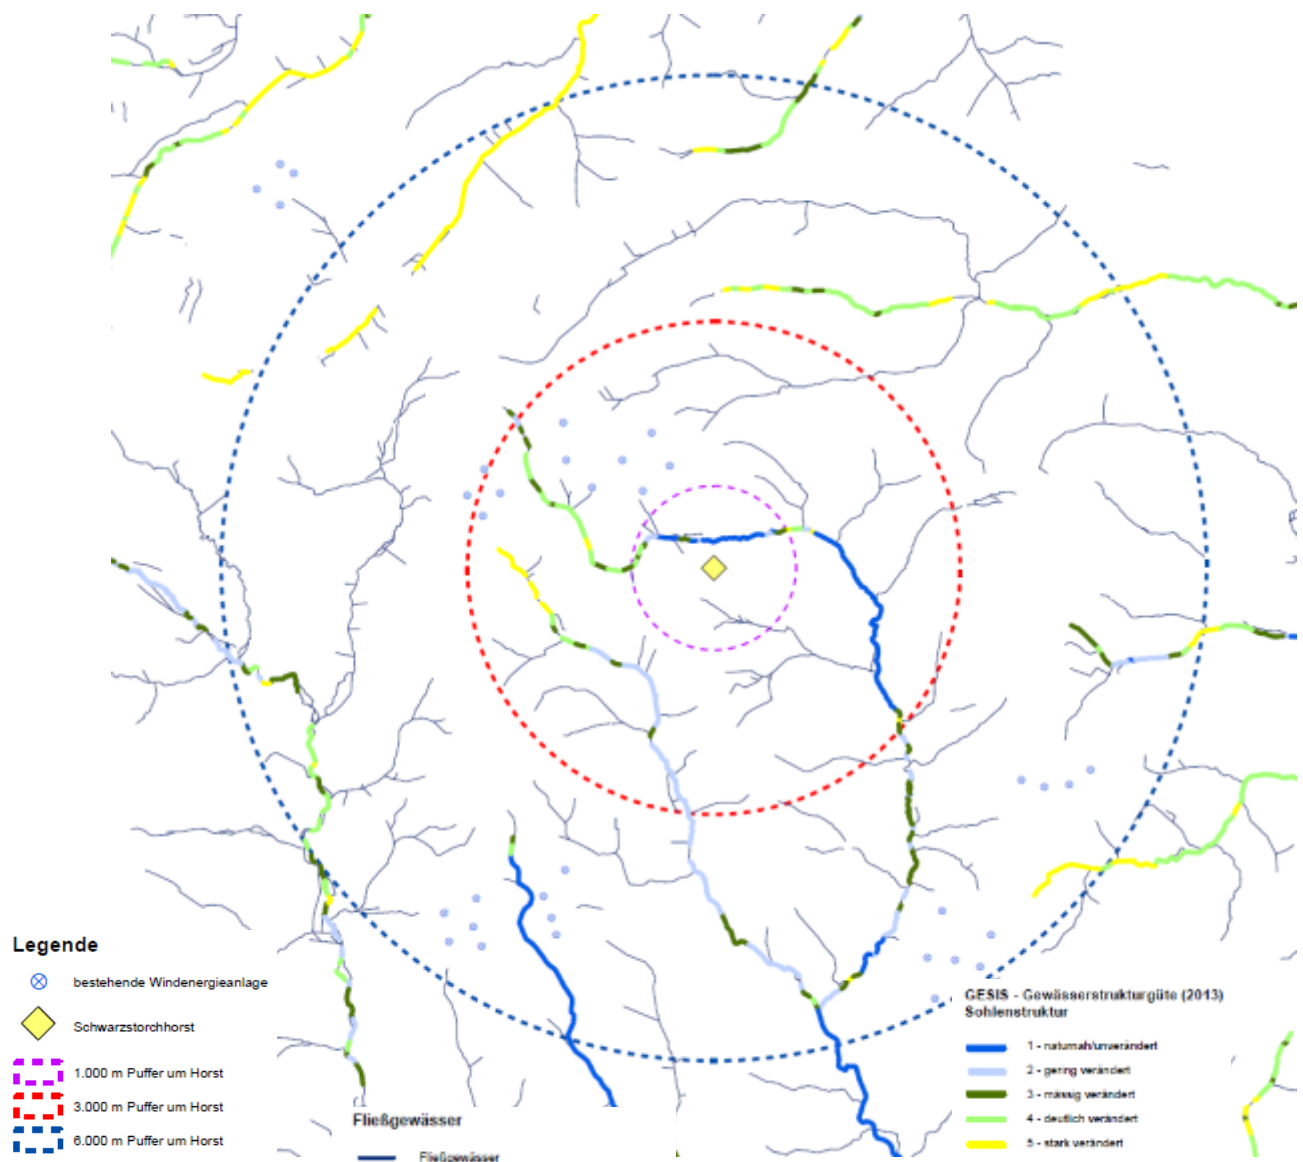 Legende
bestehende Windenergieanlage
Schwarzstorchhorst
1.000 m Puffer um Horst
3.000 m Puffer um Horst
6.000 m Puffer um Horst
Fließgewässer
Fließgewässer
GESIS - Gewässerstrukturgüte (2013)
Sohlenstruktur
1 - naturnah/unverändert
2 - gering verändert
3 - mässig verändert
4 - deutlich verändert
5 - stark verändert